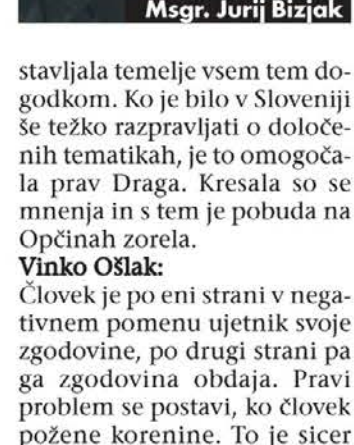 Msgr. Jurij Bizjak
stavljala temelje vsem tem do-
godkom. Ko je bilo v Sloveniji
še težko razpravljati o določe-
nih tematikah, je to omogoča-
la prav Draga. Kresala so se
mnenja in s tem je pobuda na
Opčinah zorela.
Vinko Ošlak:
Človek je po eni strani v nega-
tivnem pomenu ujetnik svoje
zgodovine, po drugi strani pa
ga zgodovina obdaja. Pravi
problem se postavi, ko človek
požene korenine. To je sicer